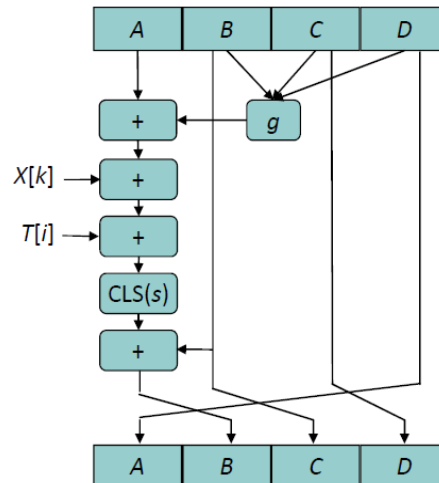 A B C D
+ g
X[k] +
T[i] +
CLS(s)
+
A B C D